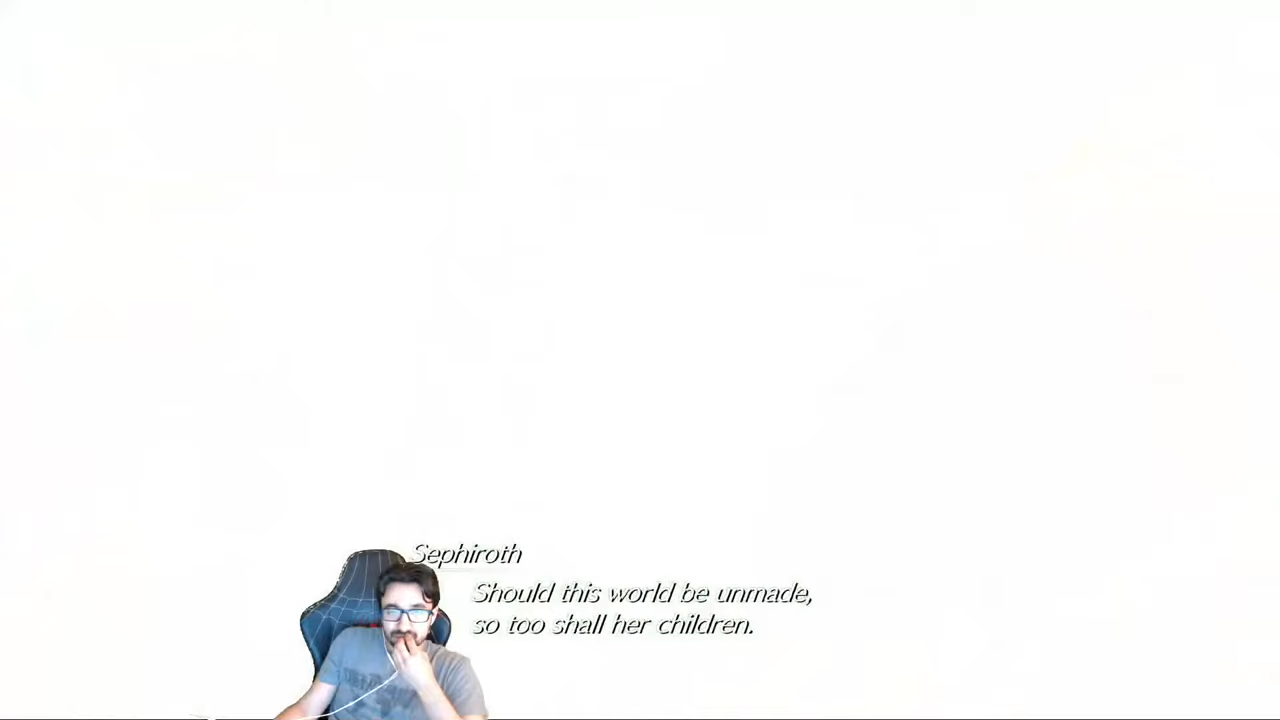 Sephiroth
Should this world be unmade,
so too shall her children.